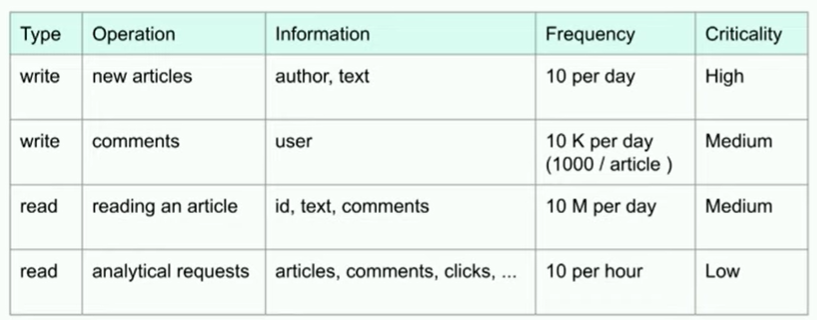 Type Operation Information Frequency Criticality
write new articles author, text 10 per day High
write comments user 10 K per day Medium
(1000 / article )
read reading an article id, text, comments 10 M per day Medium
read analytical requests articles, comments, clicks, ... 10 per hour Low